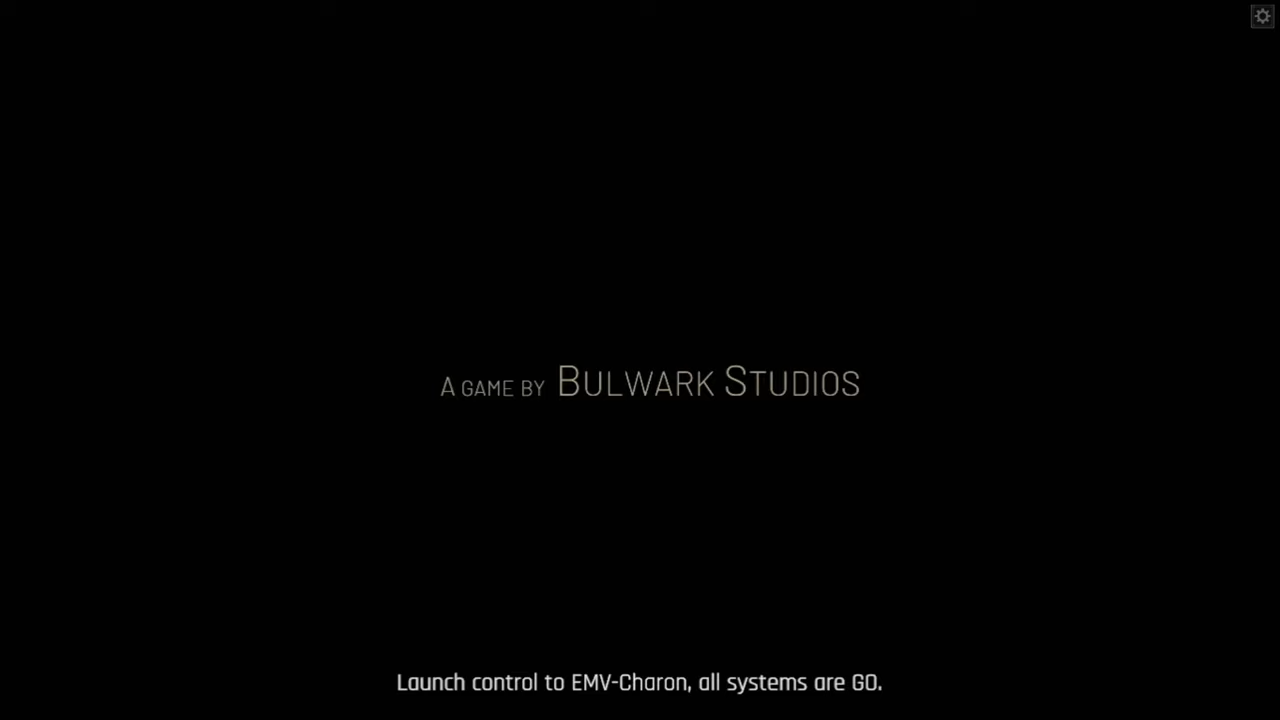 A GAME BY BULWARK STUDIOS
Launch control to EMV-Charon, all systems are GO.